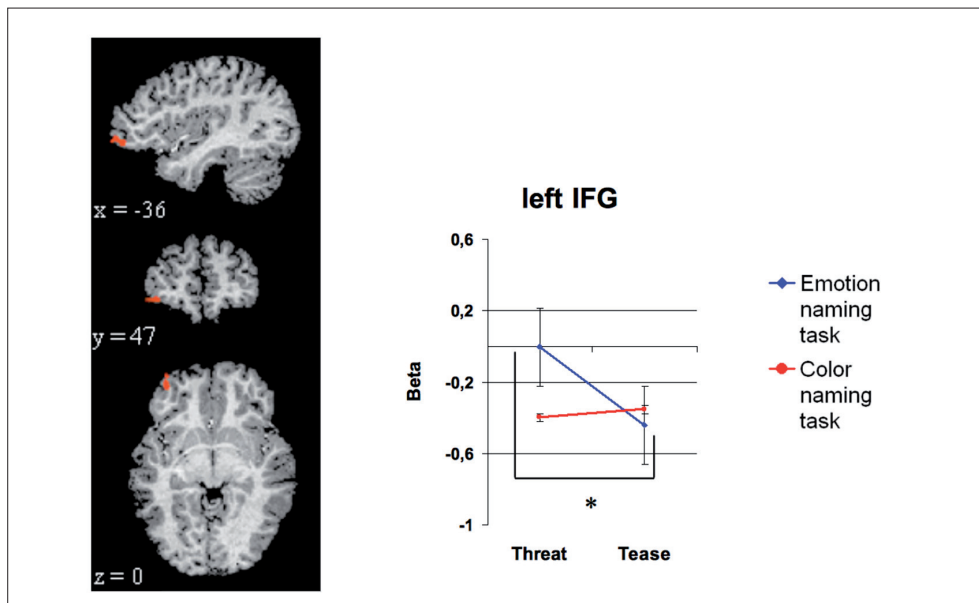 x = -36
y = 47
z = 0
left IFG
0,6
0,2
-0,2
-0,6
-1
Beta
Threat
Tease
*
Emotion
naming
task
Color
naming
task